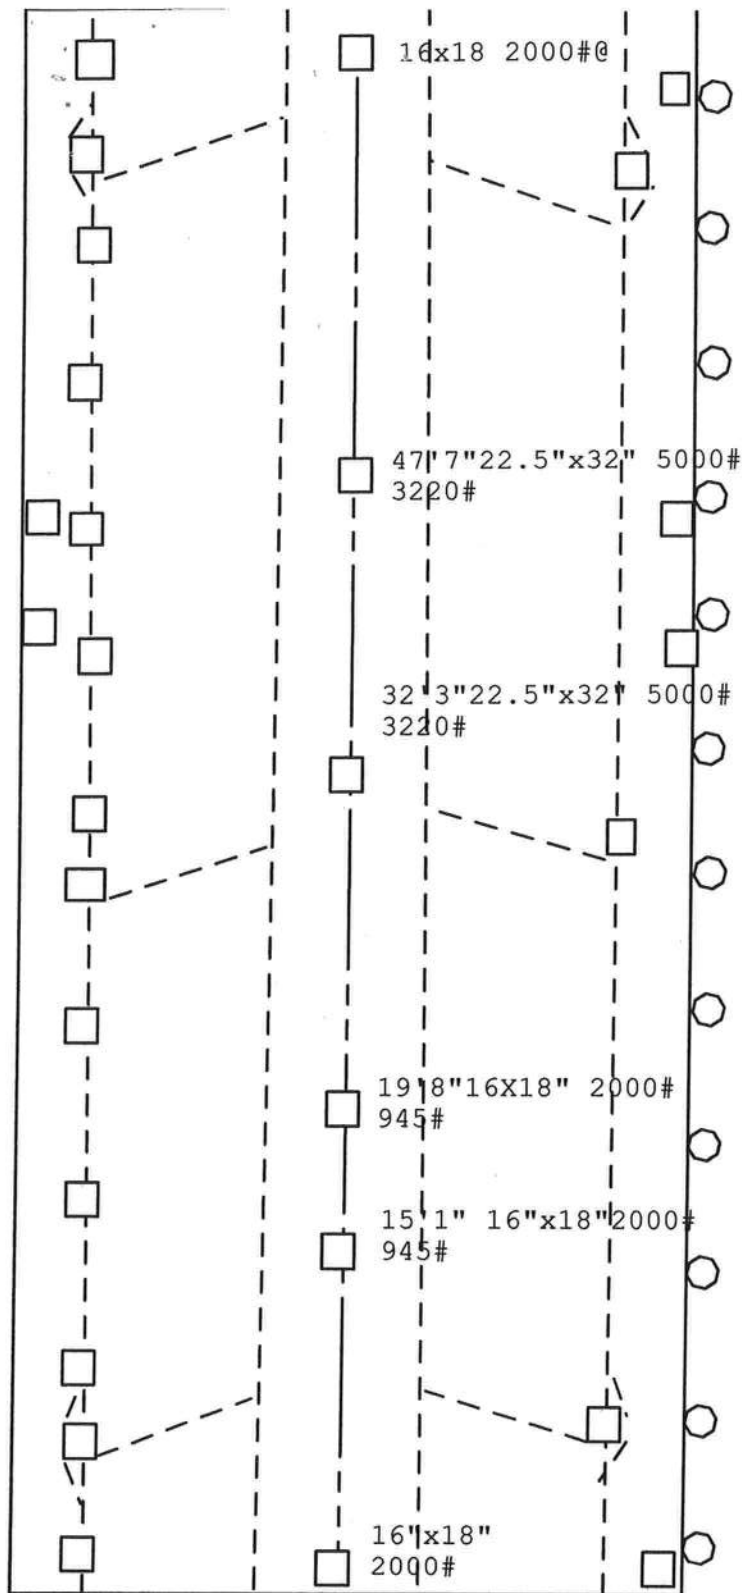 16x18 2000#@
47'7"22.5"x32" 5000#
3220#
32'3"22.5"x32" 5000#
3220#
19'8"16X18" 2000#
945#
15'1" 16"x18"2000#
945#
16"x18"
2000#